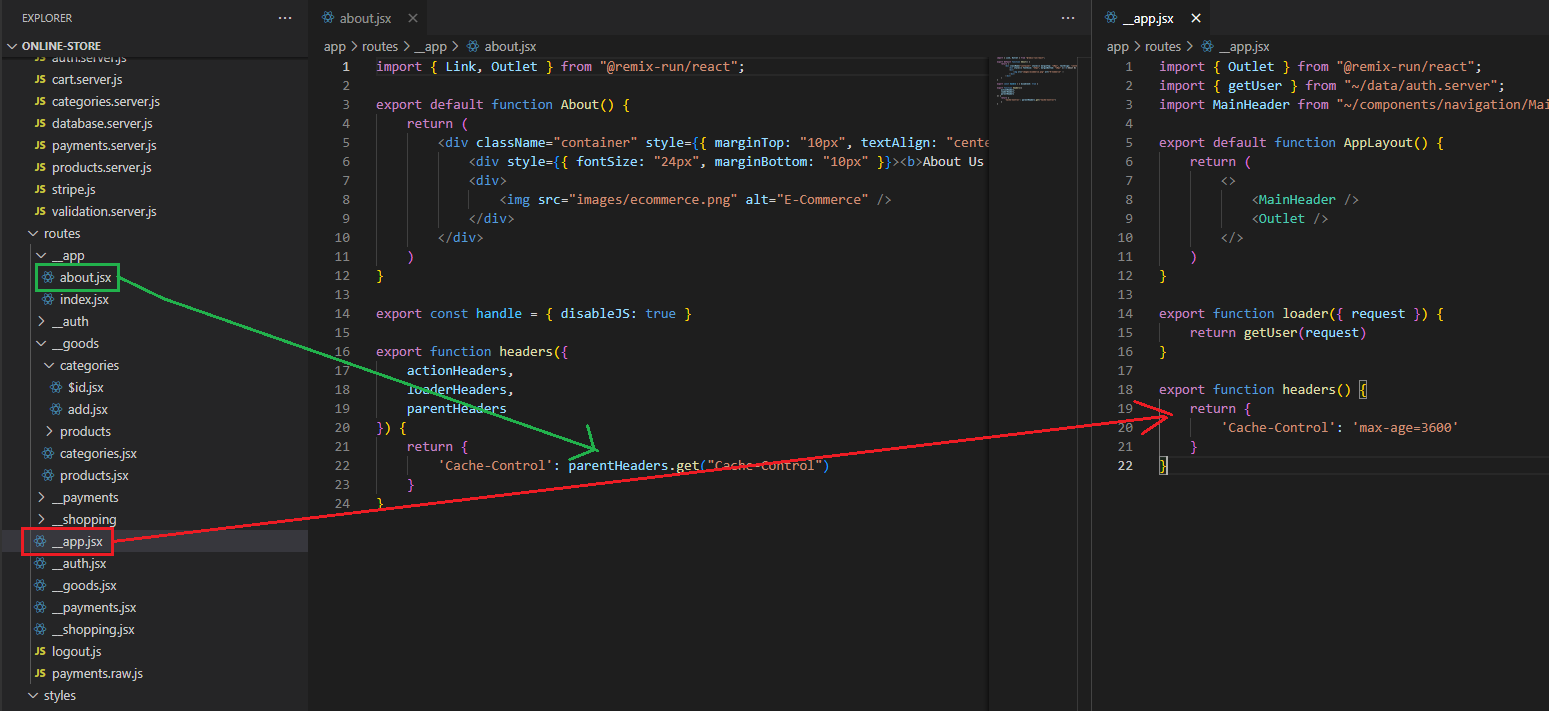 EXPLORER
ONLINE-STORE
auth.server.js
JS cart.server.js
JS categories.server.js
JS database.server.js
JS payments.server.js
JS products.server.js
JS stripe.js
JS validation.server.js
routes
__app
about.jsx
index.jsx
__auth
__goods
categories
$id.jsx
add.jsx
products
categories.jsx
products.jsx
__payments
__shopping
__app.jsx
__auth.jsx
__goods.jsx
__payments.jsx
__shopping.jsx
JS logout.js
JS payments.raw.js
styles
about.jsx
app > routes > __app > about.jsx
1 import { Link, Outlet } from "@remix-run/react";
2
3 export default function About() {
4 return (
5 <div className="container" style={{ marginTop: "10px", textAlign: "cente
6 <div style={{ fontSize: "24px", marginBottom: "10px" }}><b>About Us
7 <div>
8 <img src="images/ecommerce.png" alt="E-Commerce" />
9 </div>
10 </div>
11 )
12 }
13
14 export const handle = { disableJS: true }
15
16 export function headers({
17 actionHeaders,
18 loaderHeaders,
19 parentHeaders
20 }) {
21 return {
22 'Cache-Control': parentHeaders.get("Cache-Control")
23 }
24 }
__app.jsx
app > routes > __app.jsx
1 import { Outlet } from "@remix-run/react";
2 import { getUser } from "~/data/auth.server";
3 import MainHeader from "~/components/navigation/Mai
4
5 export default function AppLayout() {
6 return (
7 <>
8 <MainHeader />
9 <Outlet />
10 </>
11 )
12 }
13
14 export function loader({ request }) {
15 return getUser(request)
16 }
17
18 export function headers() {
19 return {
20 'Cache-Control': 'max-age=3600'
21 }
22 }